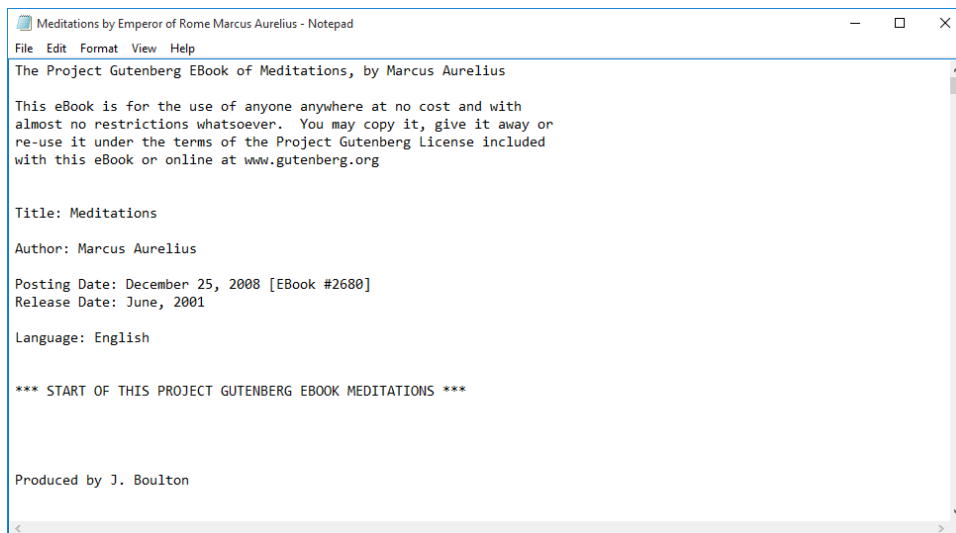 Meditations by Emperor of Rome Marcus Aurelius - Notepad
File Edit Format View Help
The Project Gutenberg EBook of Meditations, by Marcus Aurelius
This eBook is for the use of anyone anywhere at no cost and with
almost no restrictions whatsoever.  You may copy it, give it away or
re-use it under the terms of the Project Gutenberg License included
with this eBook or online at www.gutenberg.org
Title: Meditations
Author: Marcus Aurelius
Posting Date: December 25, 2008 [EBook #2680]
Release Date: June, 2001
Language: English
*** START OF THIS PROJECT GUTENBERG EBOOK MEDITATIONS ***
Produced by J. Boulton